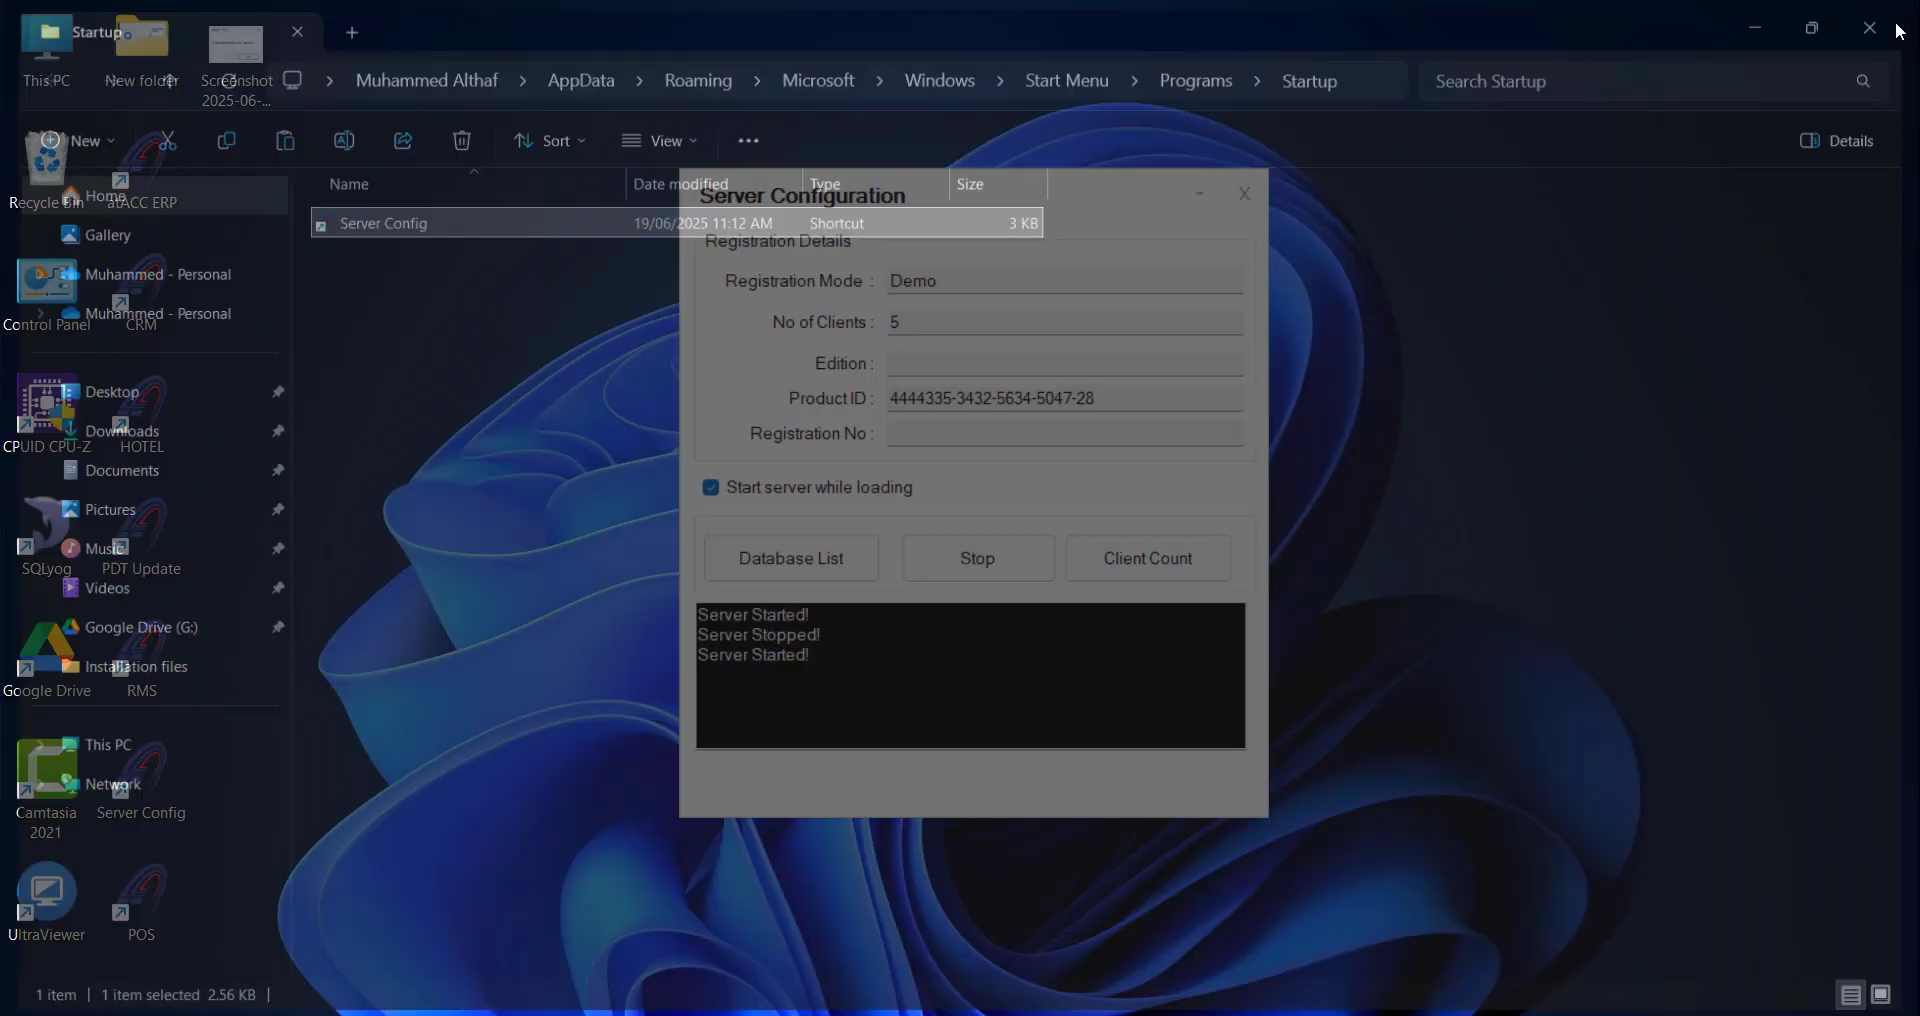 Startup
Muhammed Althaf
AppData
Roaming
Microsoft
Windows
Start Menu
Programs
Startup
Search Startup
This PC
New folder
Screenshot
2025-06-...
New
Sort
View
Details
Name
Date modified
Type
Size
Server Config
19/06/2025 11:12 AM
Shortcut
3 KB
Home
Gallery
Muhammed - Personal
Muhammed - Personal
Desktop
Downloads
Documents
Pictures
Music
Videos
Google Drive (G:)
Installation files
This PC
Network
Recycle Bin
atACC ERP
Control Panel
CRM
CPUID CPU-Z
HOTEL
SQLyog
PDT Update
Google Drive
RMS
Camtasia
2021
Server Config
UltraViewer
POS
Server Configuration
- X
Registration Details
Registration Mode : Demo
No of Clients : 5
Edition :
Product ID : 4444335-3432-5634-5047-28
Registration No :
Start server while loading
Database List
Stop
Client Count
Server Started!
Server Stopped!
Server Started!
1 item
1 item selected 2.56 KB